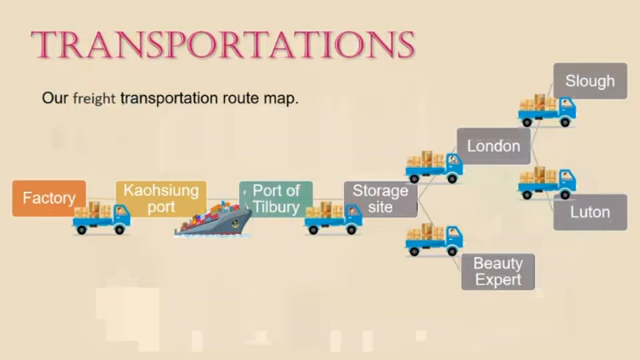 TRANSPORTATIONS
Our freight transportation route map.
Factory
Kaohsiung
port
Port of
Tilbury
Storage
site
London
Slough
Luton
Beauty
Expert